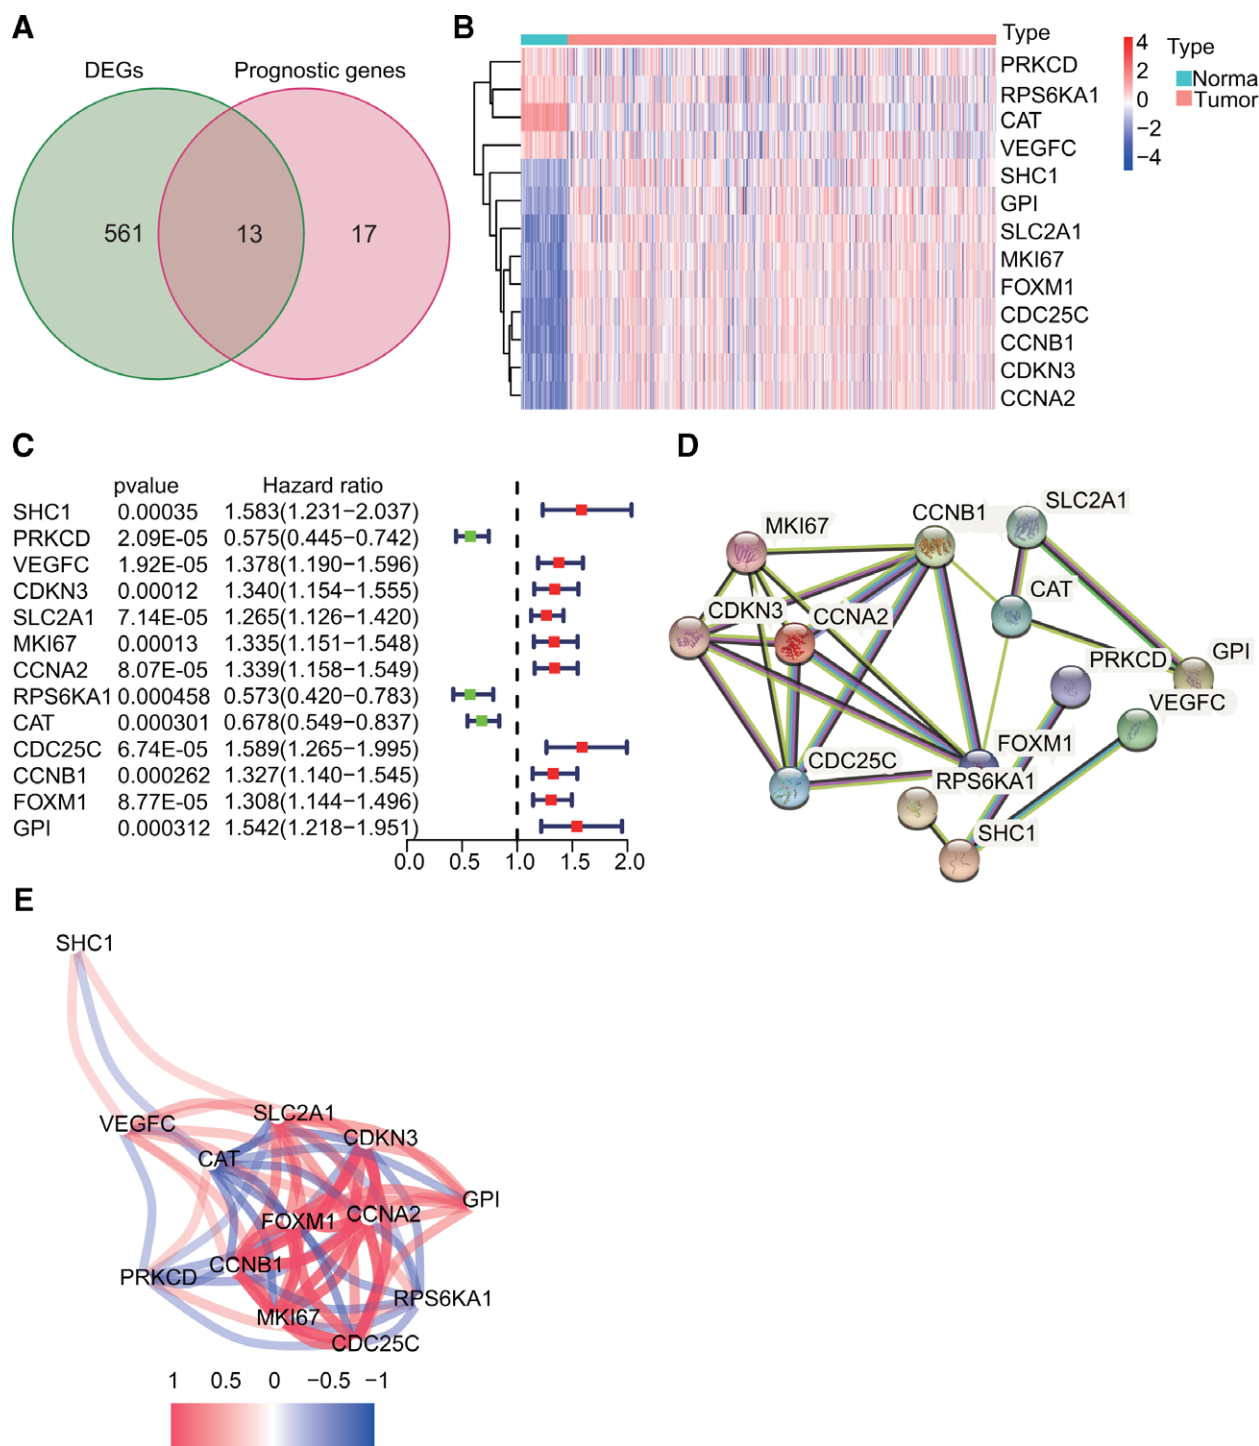 A
DEGs
Prognostic genes
561
13
17
B
Type
PRKCD
RPS6KA1
CAT
VEGFC
SHC1
GPI
SLC2A1
MKI67
FOXM1
CDC25C
CCNB1
CDKN3
CCNA2
4
2
0
−2
−4
Type
Norma
Tumor
C
pvalue Hazard ratio
SHC1 0.00035 1.583(1.231−2.037)
PRKCD 2.09E-05 0.575(0.445−0.742)
VEGFC 1.92E-05 1.378(1.190−1.596)
CDKN3 0.00012 1.340(1.154−1.555)
SLC2A1 7.14E-05 1.265(1.126−1.420)
MKI67 0.00013 1.335(1.151−1.548)
CCNA2 8.07E-05 1.339(1.158−1.549)
RPS6KA1 0.000458 0.573(0.420−0.783)
CAT 0.000301 0.678(0.549−0.837)
CDC25C 6.74E-05 1.589(1.265−1.995)
CCNB1 0.000262 1.327(1.140−1.545)
FOXM1 8.77E-05 1.308(1.144−1.496)
GPI 0.000312 1.542(1.218−1.951)
0.0 0.5 1.0 1.5 2.0
D
SLC2A1
CCNB1
MKI67
CAT
CDKN3
CCNA2
GPI
PRKCD
VEGFC
FOXM1
CDC25C
RPS6KA1
SHC1
E
SHC1
SLC2A1
VEGFC
CDKN3
CAT
GPI
CCNA2
FOXM1
CCNB1
PRKCD
RPS6KA1
MKI67
CDC25C
1 0.5 0 −0.5 −1